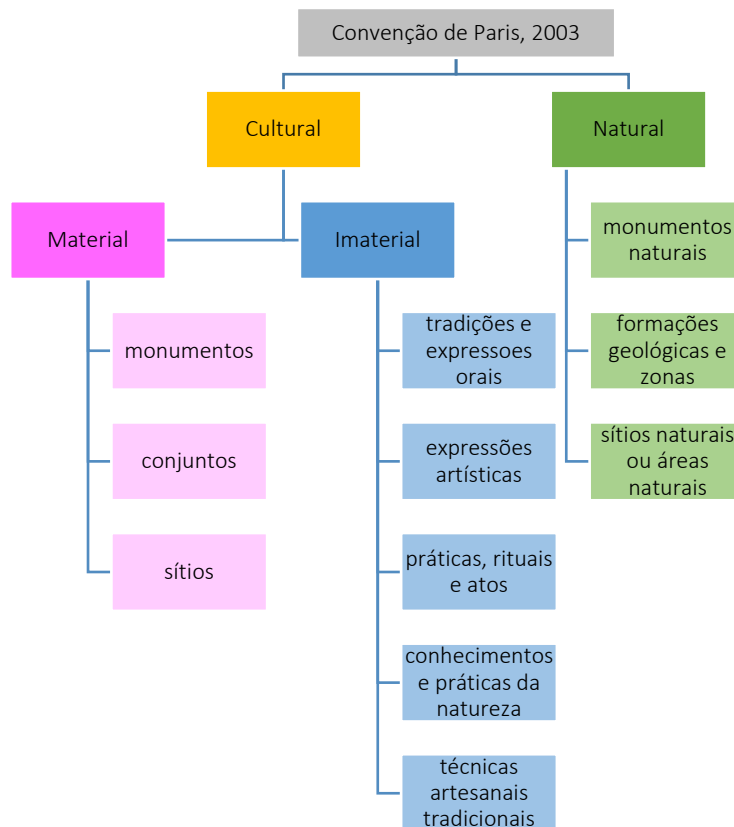 Convenção de Paris, 2003
Cultural
Natural
Material
Imaterial
monumentos
naturais
monumentos
tradições e
expressoes
orais
formações
geológicas e
zonas
conjuntos
expressões
artísticas
sítios naturais
ou áreas
naturais
sítios
práticas, rituais
e atos
conhecimentos
e práticas da
natureza
técnicas
artesanais
tradicionais